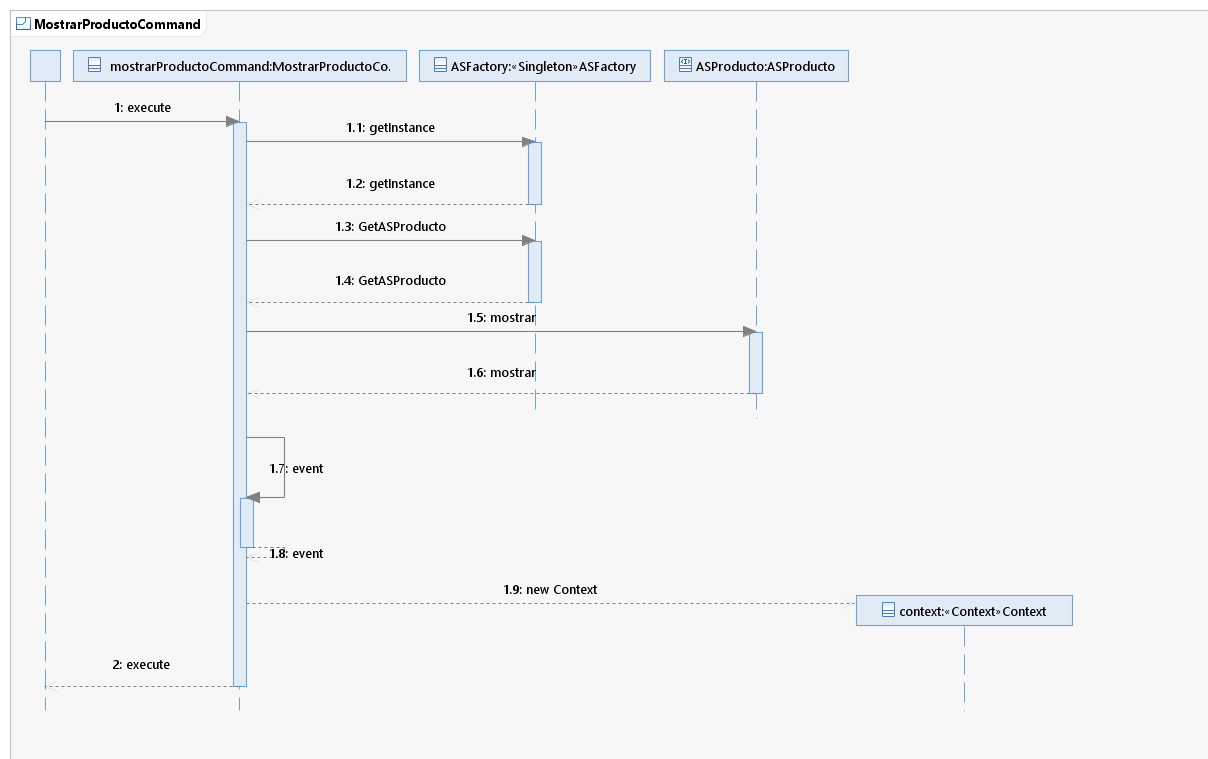 MostrarProductoCommand
mostrarProductoCommand:MostrarProductoCo.
ASFactory:«Singleton»ASFactory
ASProducto:ASProducto
1: execute
1.1: getInstance
1.2: getInstance
1.3: GetASProducto
1.4: GetASProducto
1.5: mostrar
1.6: mostrar
1.7: event
1.8: event
1.9: new Context
context:«Context»Context
2: execute